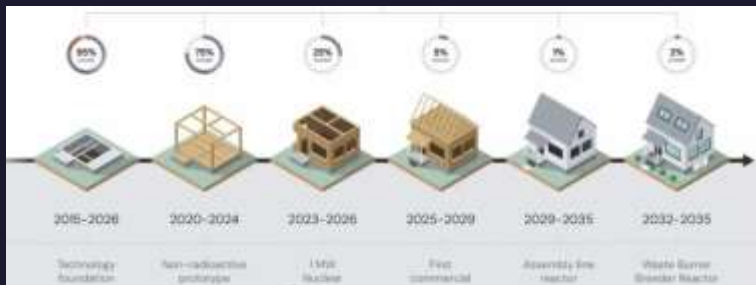 95%
75%
25%
5%
1%
2%
2015-2026
2020-2024
2023-2026
2025-2029
2029-2035
2032-2035
Technology
foundation
Non-radioactive
prototype
1 MW
Nuclear
First
commercial
Assembly line
reactor
Waste Burner
Breeder Reactor